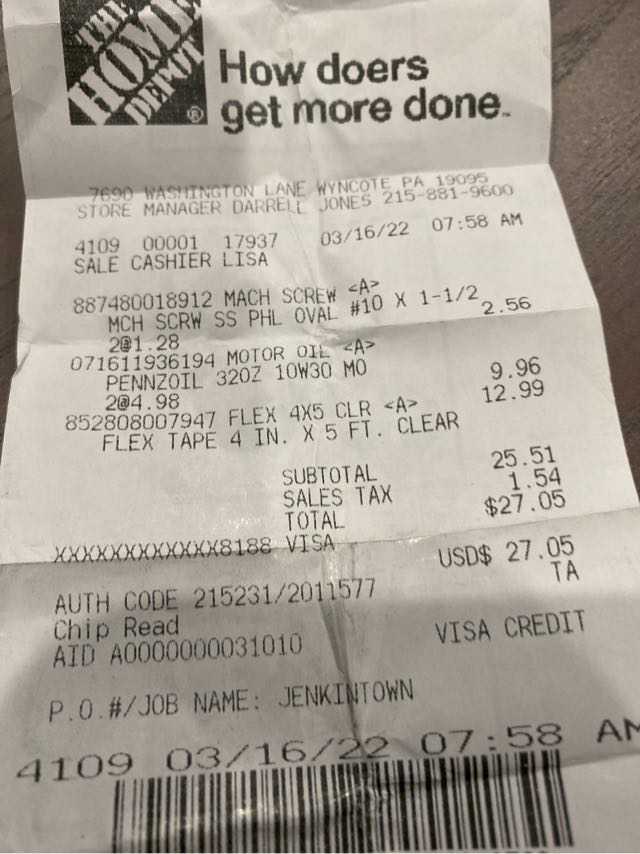 THE
HOME
DEPOT
®
How doers
get more done™
7690 WASHINGTON LANE WYNCOTE PA 19095
STORE MANAGER DARRELL JONES 215-881-9600
4109 00001 17937 03/16/22 07:58 AM
SALE CASHIER LISA
887480018912 MACH SCREW <A>
MCH SCRW SS PHL OVAL #10 X 1-1/2
2@1.28 2.56
071611936194 MOTOR OIL <A>
PENNZOIL 32OZ 10W30 MO
2@4.98 9.96
852808007947 FLEX 4X5 CLR <A> 12.99
FLEX TAPE 4 IN. X 5 FT. CLEAR
SUBTOTAL 25.51
SALES TAX 1.54
TOTAL $27.05
XXXXXXXXXXXX8188 VISA
USD$ 27.05
AUTH CODE 215231/2011577 TA
Chip Read
AID A0000000031010 VISA CREDIT
P.O.#/JOB NAME: JENKINTOWN
4109 03/16/22 07:58 AM